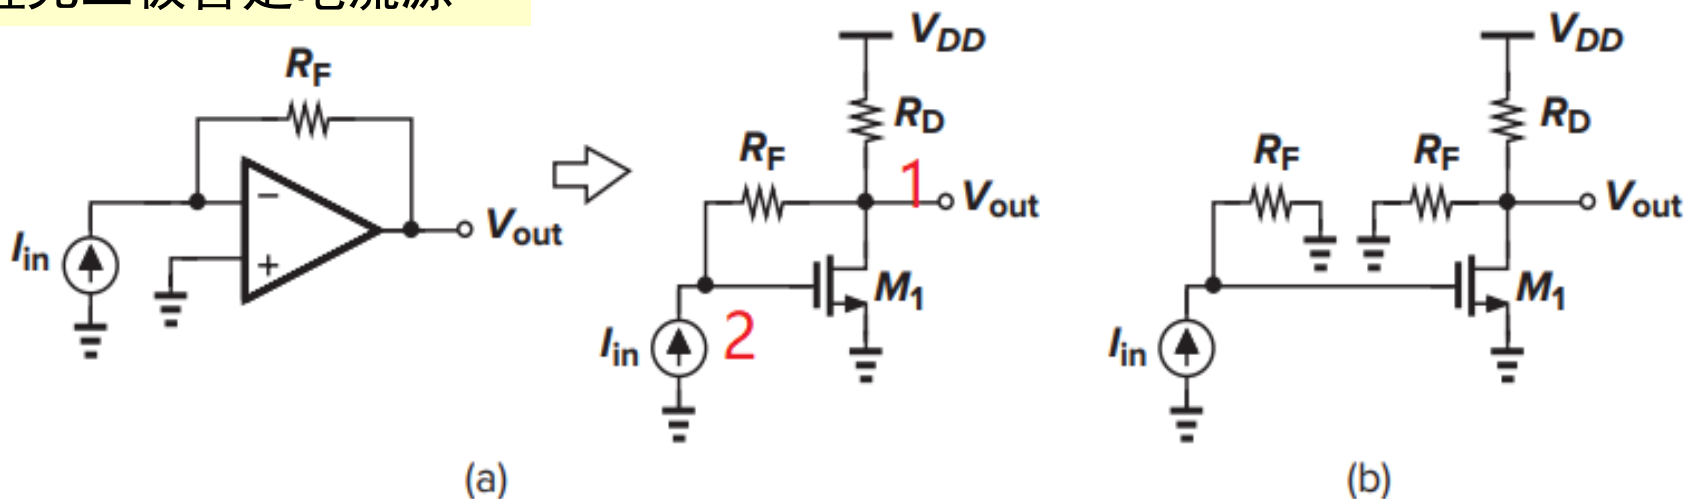 R_F
I_in
−
+
V_out
V_DD
R_D
R_F
1
V_out
M_1
2
I_in
(a)
V_DD
R_D
R_F
R_F
V_out
M_1
I_in
(b)